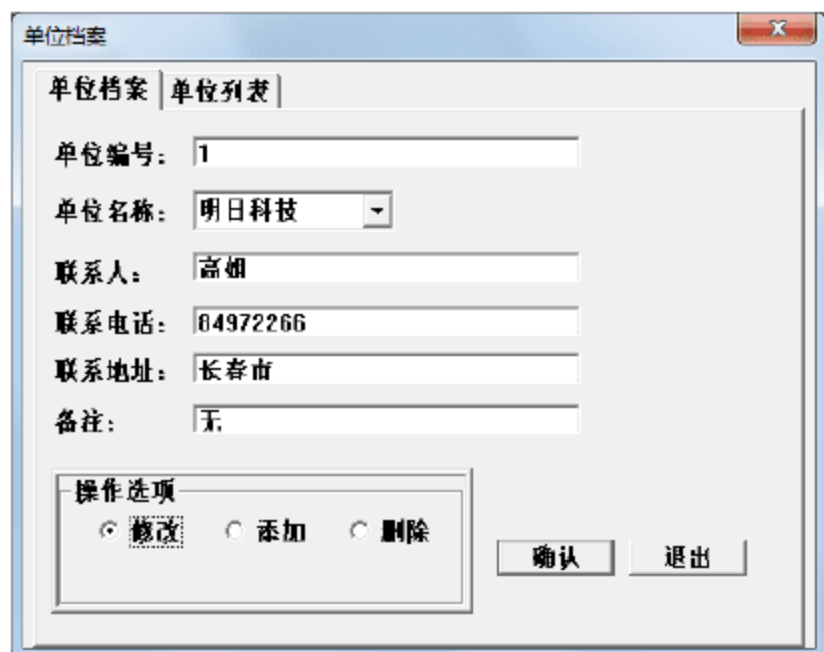 单位档案
单位档案 单位列表
单位编号： 1
单位名称： 明日科技
联系人： 高娟
联系电话： 84972266
联系地址： 长春市
备注： 无
操作选项
修改 添加 删除
确认 退出